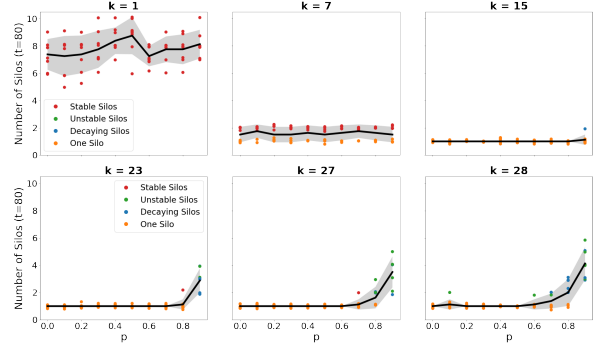 k = 1
k = 7
k = 15
Number of Silos (t=80)
10
8
6
4
2
0
Stable Silos
Unstable Silos
Decaying Silos
One Silo
k = 23
k = 27
k = 28
Number of Silos (t=80)
10
8
6
4
2
0
Stable Silos
Unstable Silos
Decaying Silos
One Silo
0.0 0.2 0.4 0.6 0.8
0.0 0.2 0.4 0.6 0.8
0.0 0.2 0.4 0.6 0.8
p
p
p